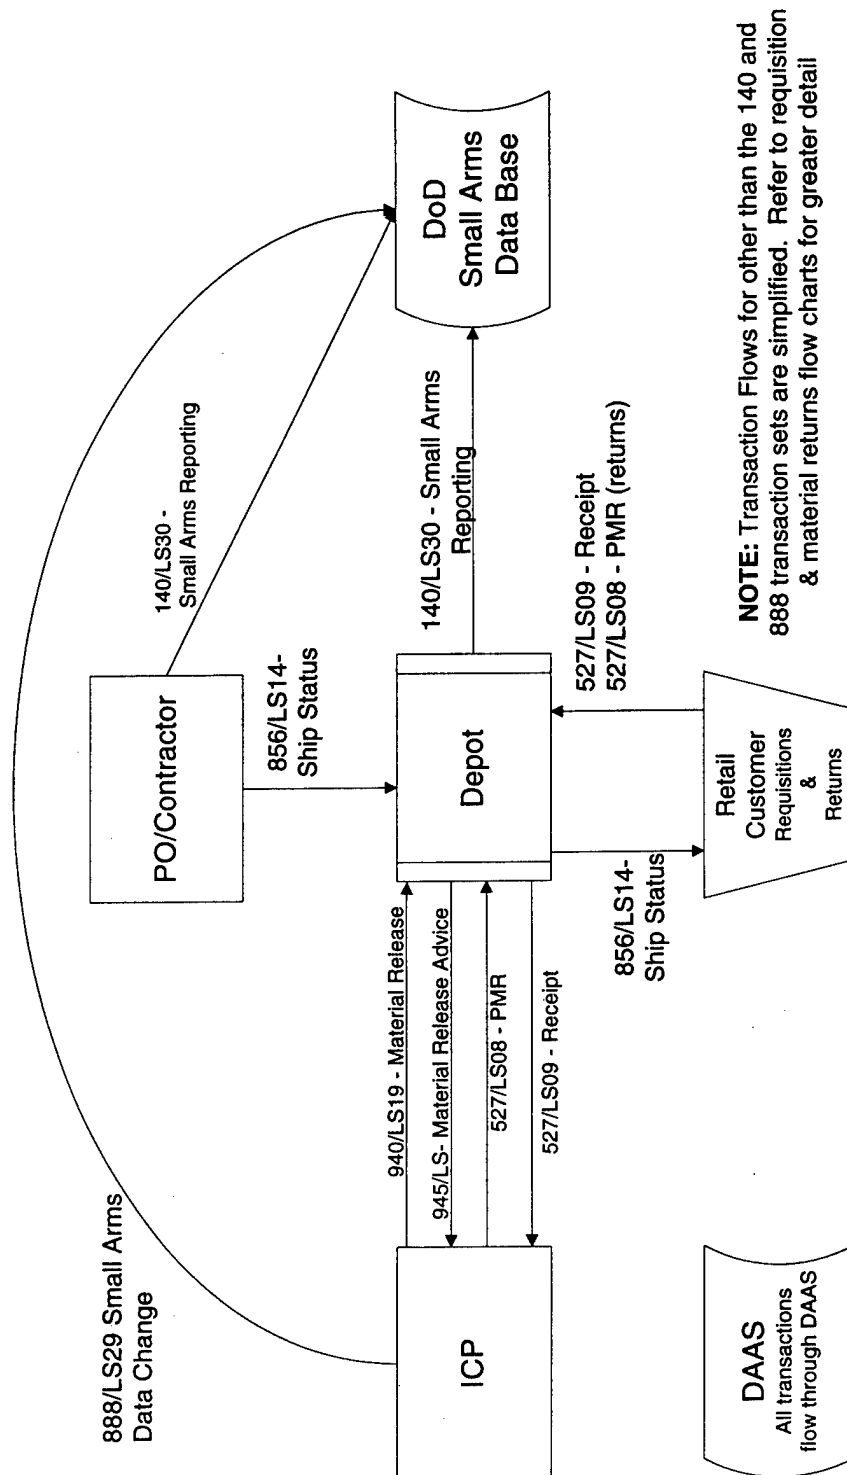 888/LS29 Small Arms
Data Change
140/LS30 -
Small Arms Reporting
PO/Contractor
856/LS14-
Ship Status
940/LS19 - Material Release
945/LS- Material Release Advice
527/LS08 - PMR
527/LS09 - Receipt
ICP
Depot
140/LS30 - Small Arms
Reporting
DoD
Small Arms
Data Base
856/LS14-
Ship Status
527/LS09 - Receipt
527/LS08 - PMR (returns)
DAAS
All transactions
flow through DAAS
Retail
Customer
Requisitions
&
Returns
NOTE: Transaction Flows for other than the 140 and
888 transaction sets are simplified. Refer to requisition
& material returns flow charts for greater detail